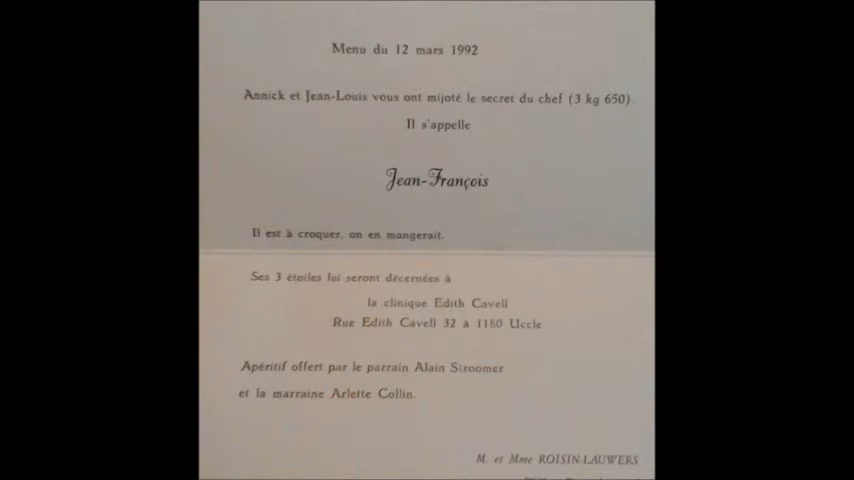 Menu du 12 mars 1992
Annick et Jean-Louis vous ont mijoté le secret du chef (3 kg 650).
Il s'appelle
Jean-François
Il est à croquer, on en mangerait.
Ses 3 étoiles lui seront décernées à
la clinique Edith Cavell
Rue Edith Cavell 32 à 1180 Uccle
Apéritif offert par le parrain Alain Stroomer
et la marraine Arlette Collin.
M. et Mme ROISIN-LAUWERS